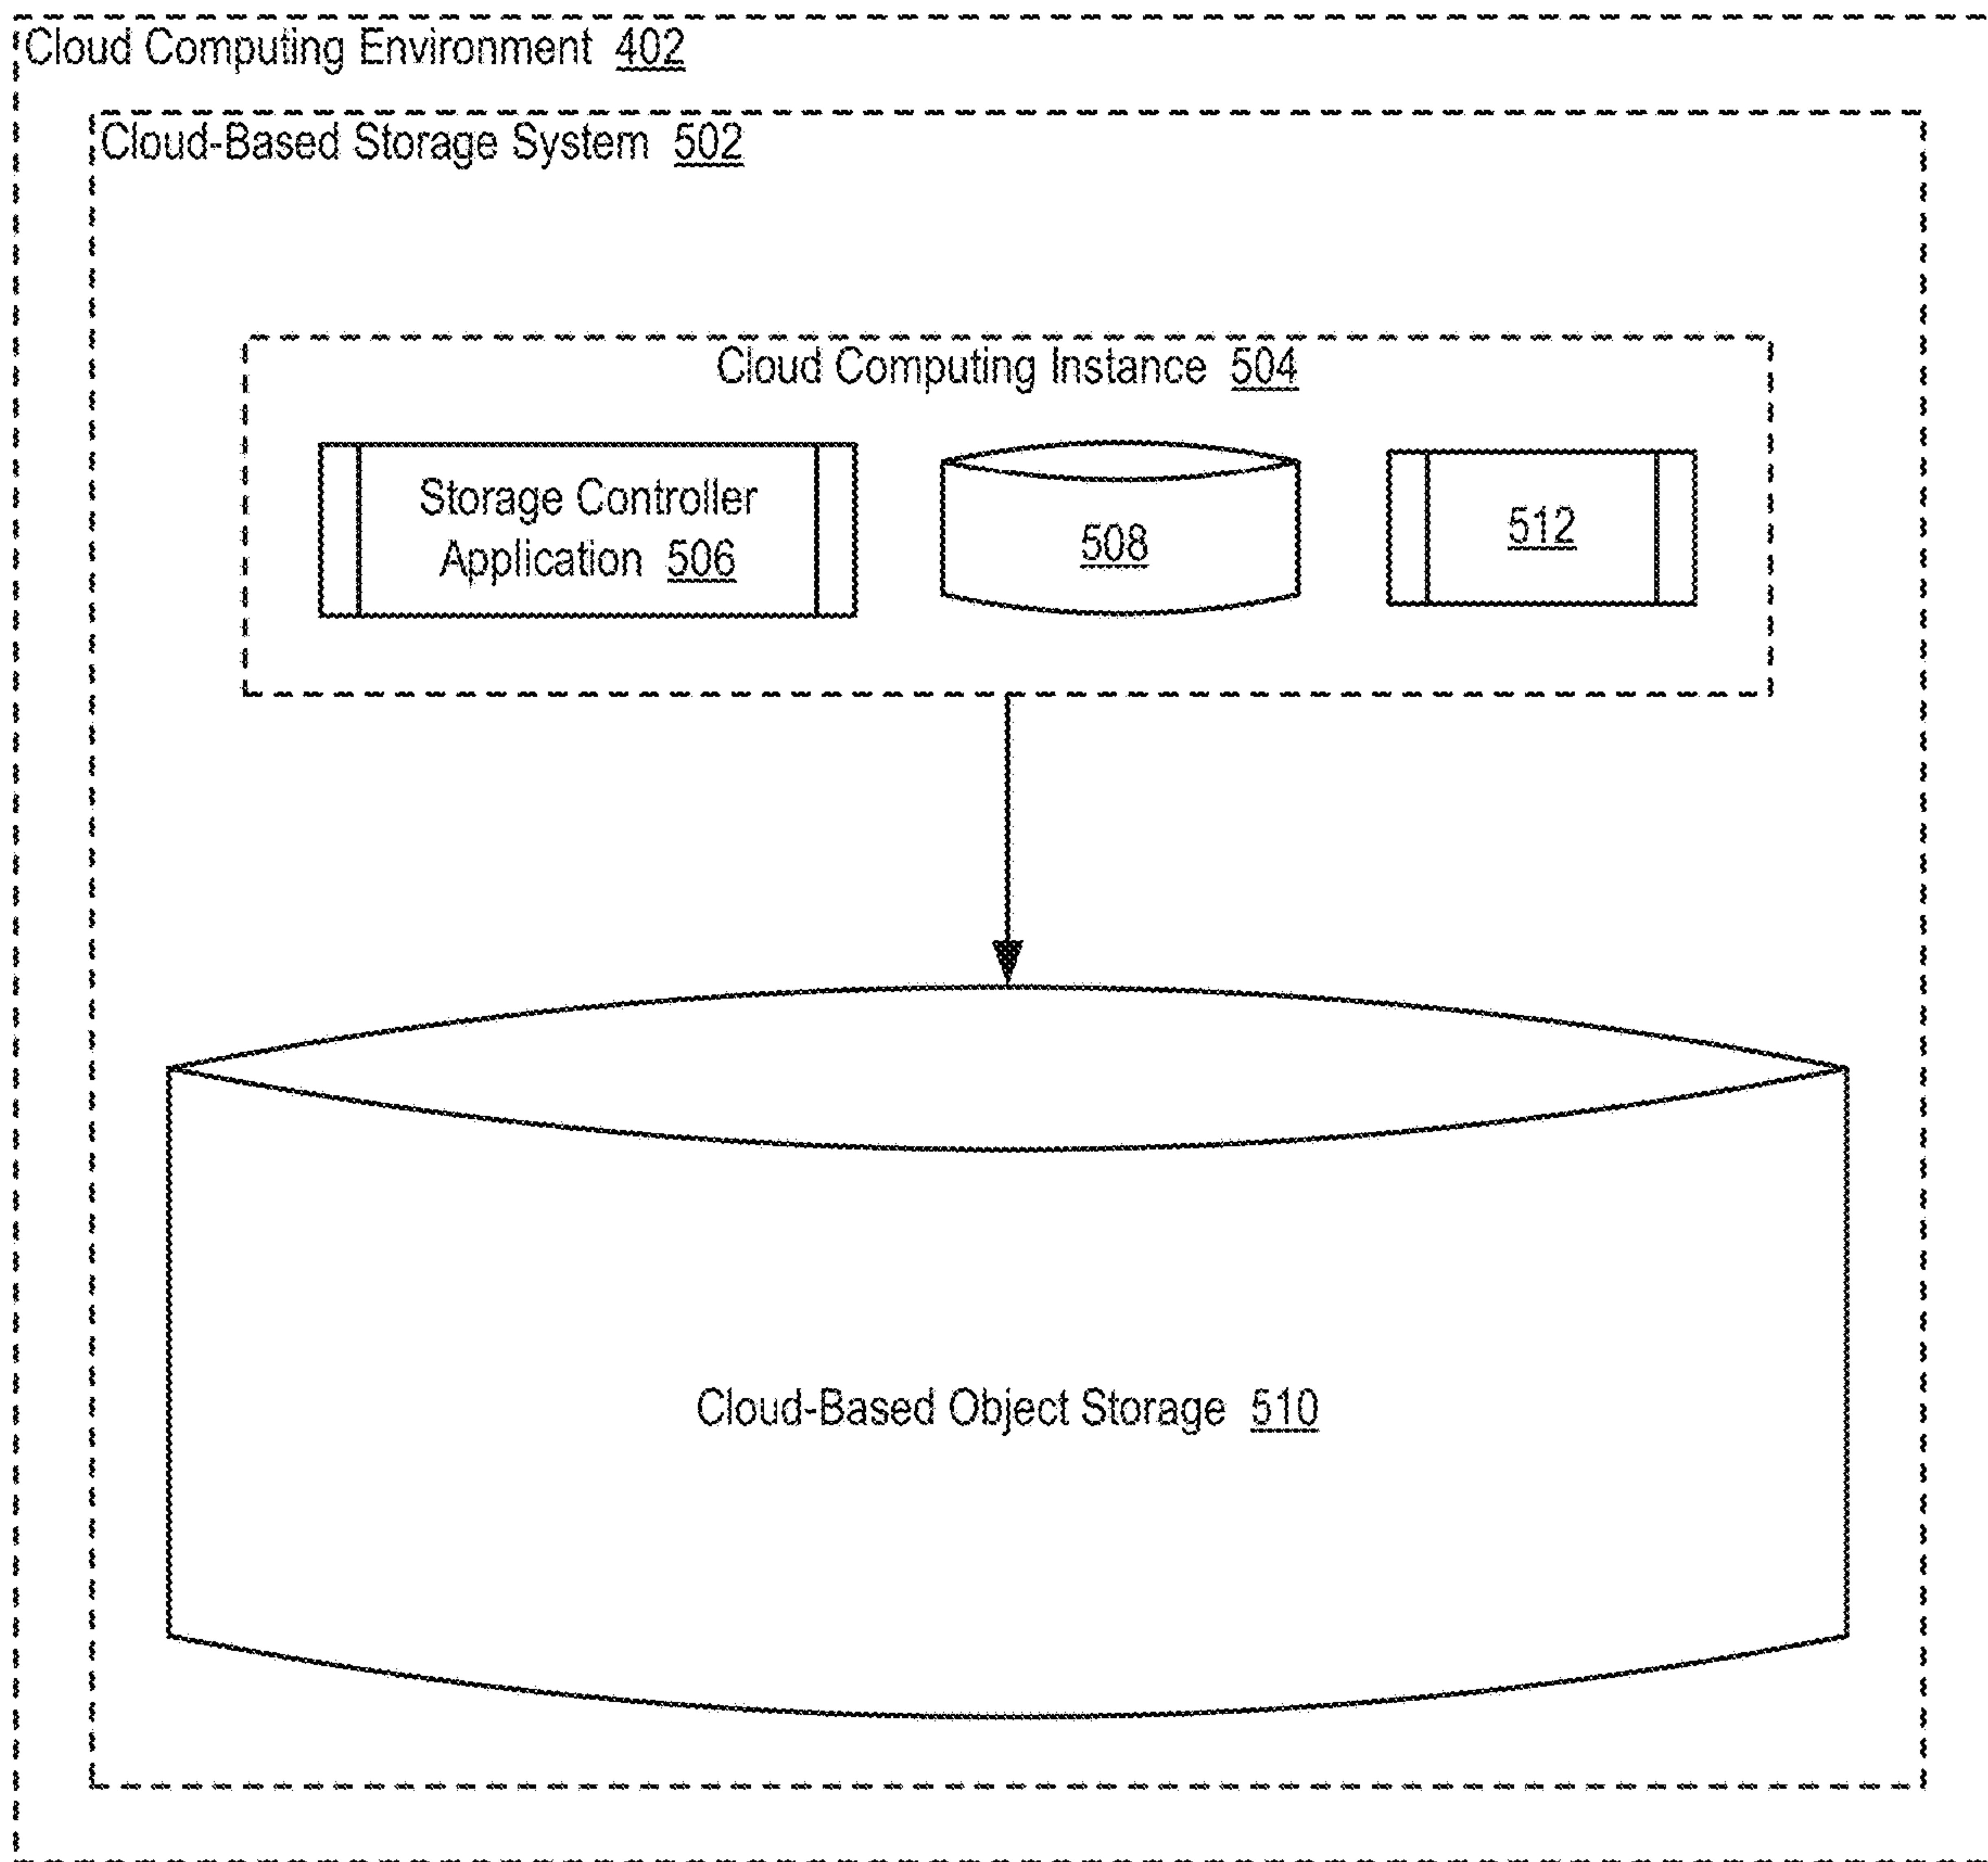 Cloud Computing Environment 402
Cloud-Based Storage System 502
Cloud Computing Instance 504
Storage Controller
Application 506
508
512
Cloud-Based Object Storage 510